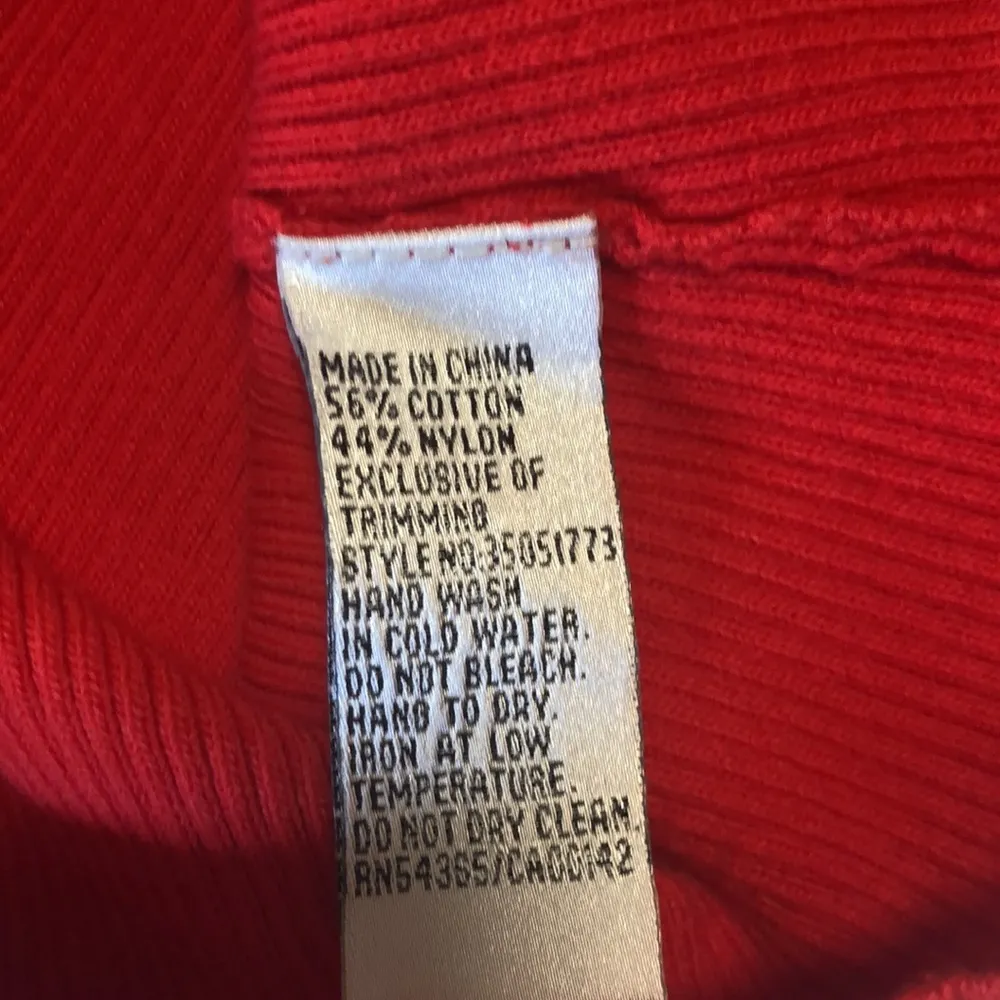 MADE IN CHINA
56% COTTON
44% NYLON
EXCLUSIVE OF
TRIMMING
STYLE NO:35051773
HAND WASH
IN COLD WATER.
DO NOT BLEACH.
HANG TO DRY.
IRON AT LOW
TEMPERATURE.
DO NOT DRY CLEAN.
RN54365/CA00142